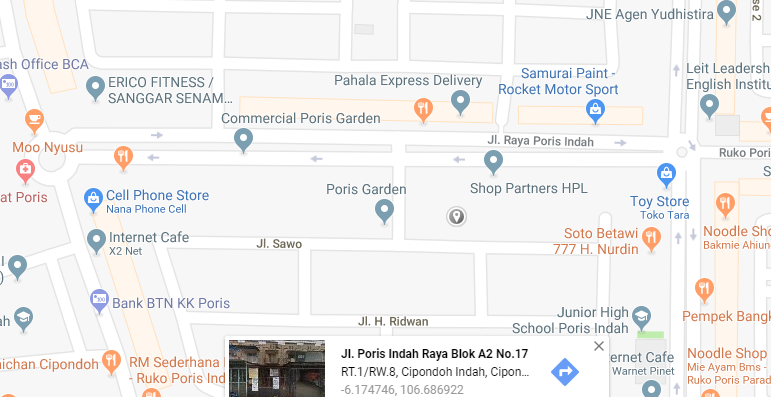 JNE Agen Yudhistira
se 2
ash Office BCA
ERICO FITNESS /
SANGGAR SENAM...
Pahala Express Delivery
Samurai Paint -
Rocket Motor Sport
Leit Leadersh
English Institu
Commercial Poris Garden
Moo Nyusu
Jl. Raya Poris Indah
Ruko Poris
at Poris
Cell Phone Store
Nana Phone Cell
Poris Garden
Shop Partners HPL
S
Toy Store
Toko Tara
Internet Cafe
X2 Net
Jl. Sawo
Soto Betawi
777 H. Nurdin
Noodle Sho
Bakmie Ahiun
)
Bank BTN KK Poris
ah
Jl. H. Ridwan
Junior High
School Poris Indah
Pempek Bang
ichan Cipondoh
RM Sederhana -
Ruko Poris Ind
Jl. Poris Indah Raya Blok A2 No.17
RT.1/RW.8, Cipondoh Indah, Cipon...
-6.174746, 106.686922
ternet Cafe
Warnet Pinet
Noodle Shop
Mie Ayam Bms -
Ruko Poris Parad